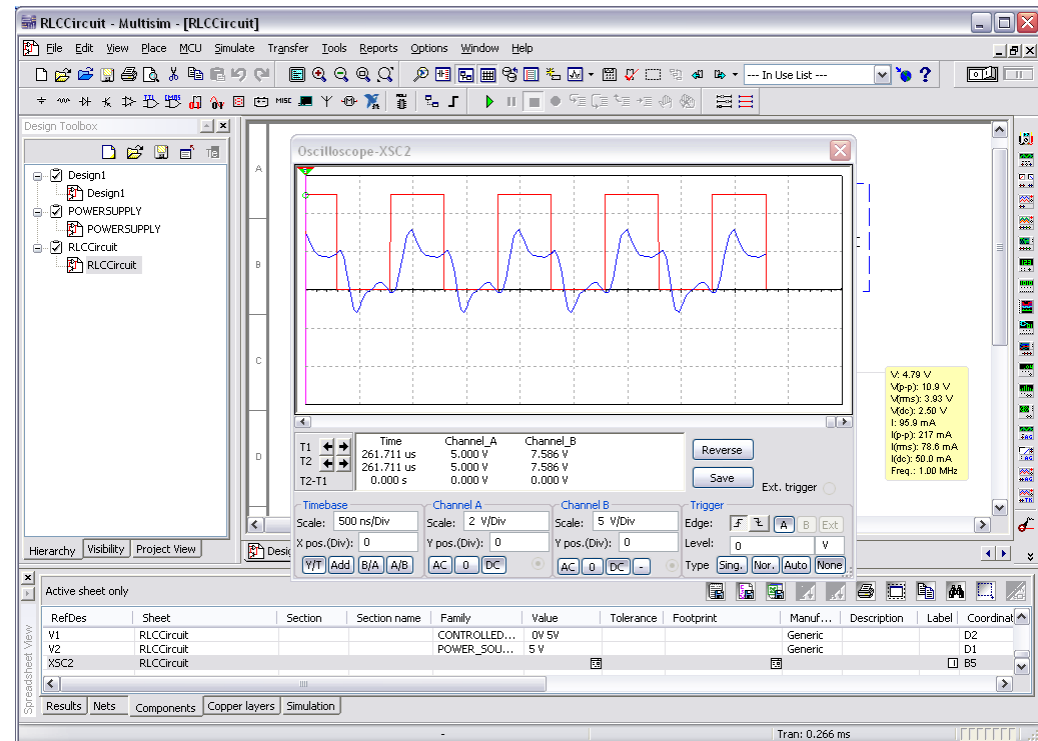 RLCCircuit - Multisim - [RLCCircuit]
File Edit View Place MCU Simulate Transfer Tools Reports Options Window Help
--- In Use List ---
Design Toolbox
Design1
Design1
POWERSUPPLY
POWERSUPPLY
RLCCircuit
RLCCircuit
Hierarchy Visibility Project View
A
B
C
D
Oscilloscope-XSC2
T1
T2
T2-T1
Time Channel_A Channel_B
261.711 us 5.000 V 7.586 V
261.711 us 5.000 V 7.586 V
0.000 s 0.000 V 0.000 V
Reverse
Save
Ext. trigger
Timebase
Scale: 500 ns/Div
X pos.(Div): 0
Y/T Add B/A A/B
Channel A
Scale: 2 V/Div
Y pos.(Div): 0
AC 0 DC
Channel B
Scale: 5 V/Div
Y pos.(Div): 0
AC 0 DC -
Trigger
Edge: A B Ext
Level: 0 V
Type Sing. Nor. Auto None
V: 4.79 V
V(p-p): 10.9 V
V(rms): 3.93 V
V(dc): 2.50 V
I: 95.9 mA
I(p-p): 217 mA
I(rms): 78.6 mA
I(dc): 50.0 mA
Freq.: 1.00 MHz
Desig
Active sheet only
RefDes Sheet Section Section name Family Value Tolerance Footprint Manuf... Description Label Coordinat
V1 RLCCircuit CONTROLLED... 0V 5V Generic D2
V2 RLCCircuit POWER_SOU... 5 V Generic D1
XSC2 RLCCircuit B5
Spreadsheet View
Results Nets Components Copper layers Simulation
- Tran: 0.266 ms